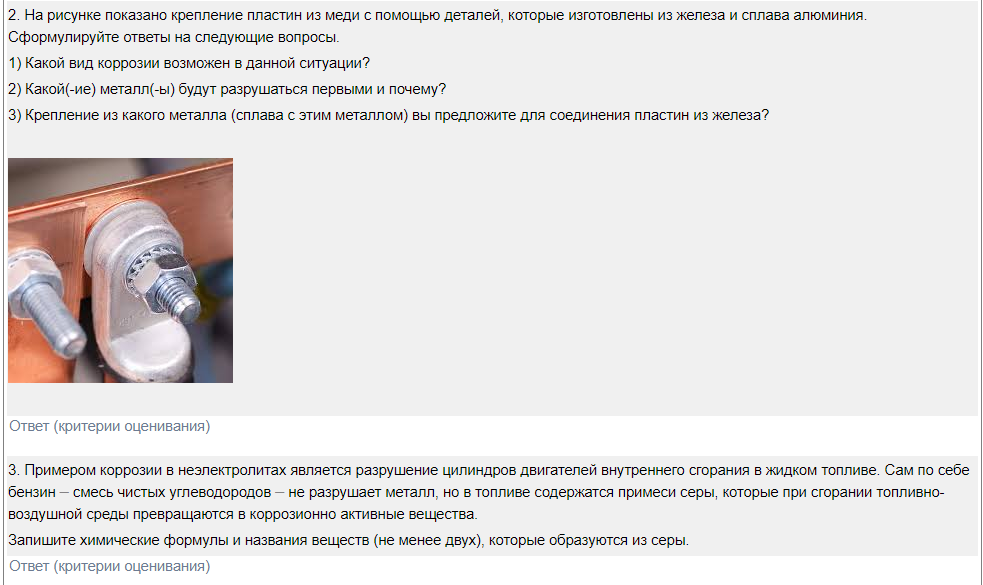 2. На рисунке показано крепление пластин из меди с помощью деталей, которые изготовлены из железа и сплава алюминия.
Сформулируйте ответы на следующие вопросы.
1) Какой вид коррозии возможен в данной ситуации?
2) Какой(-ие) металл(-ы) будут разрушаться первыми и почему?
3) Крепление из какого металла (сплава с этим металлом) вы предложите для соединения пластин из железа?
Ответ (критерии оценивания)
3. Примером коррозии в неэлектролитах является разрушение цилиндров двигателей внутреннего сгорания в жидком топливе. Сам по себе
бензин – смесь чистых углеводородов – не разрушает металл, но в топливе содержатся примеси серы, которые при сгорании топливно-
воздушной среды превращаются в коррозионно активные вещества.
Запишите химические формулы и названия веществ (не менее двух), которые образуются из серы.
Ответ (критерии оценивания)